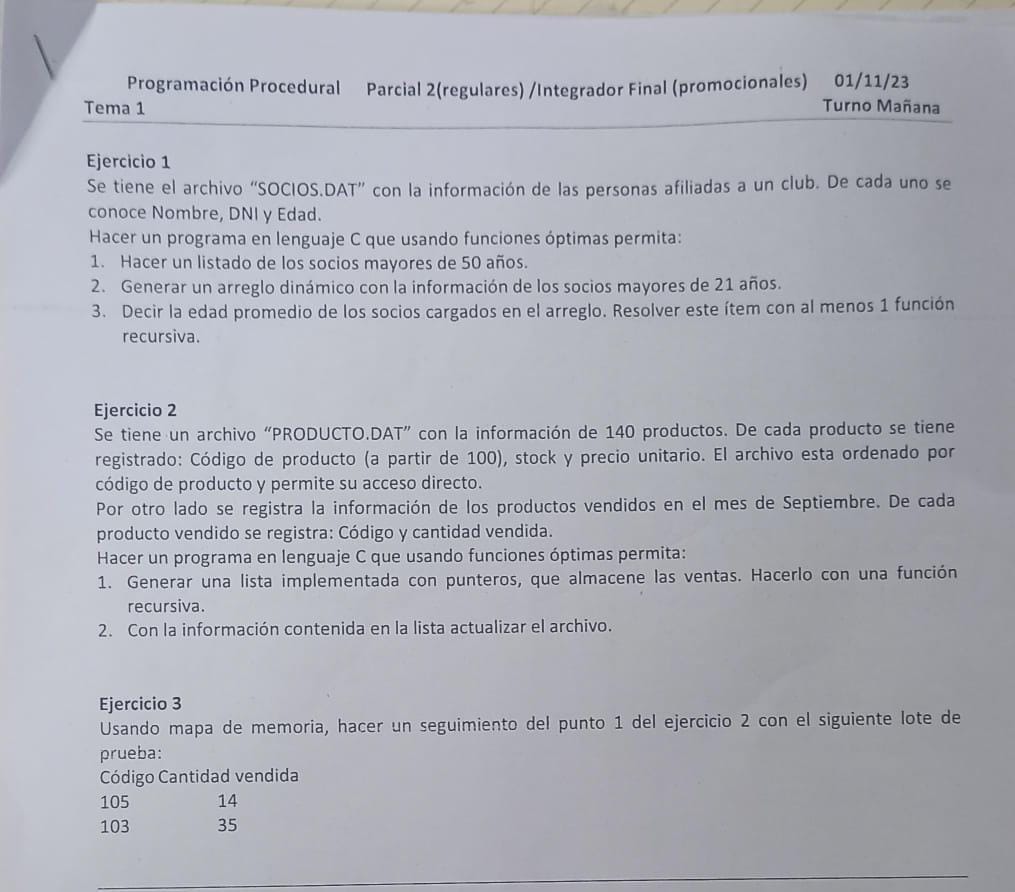 Programación Procedural Parcial 2(regulares) /Integrador Final (promocionales) 01/11/23
Tema 1 Turno Mañana
Ejercicio 1
Se tiene el archivo “SOCIOS.DAT” con la información de las personas afiliadas a un club. De cada uno se
conoce Nombre, DNI y Edad.
Hacer un programa en lenguaje C que usando funciones óptimas permita:
1. Hacer un listado de los socios mayores de 50 años.
2. Generar un arreglo dinámico con la información de los socios mayores de 21 años.
3. Decir la edad promedio de los socios cargados en el arreglo. Resolver este ítem con al menos 1 función
recursiva.
Ejercicio 2
Se tiene un archivo “PRODUCTO.DAT” con la información de 140 productos. De cada producto se tiene
registrado: Código de producto (a partir de 100), stock y precio unitario. El archivo esta ordenado por
código de producto y permite su acceso directo.
Por otro lado se registra la información de los productos vendidos en el mes de Septiembre. De cada
producto vendido se registra: Código y cantidad vendida.
Hacer un programa en lenguaje C que usando funciones óptimas permita:
1. Generar una lista implementada con punteros, que almacene las ventas. Hacerlo con una función
recursiva.
2. Con la información contenida en la lista actualizar el archivo.
Ejercicio 3
Usando mapa de memoria, hacer un seguimiento del punto 1 del ejercicio 2 con el siguiente lote de
prueba:
Código Cantidad vendida
105 14
103 35